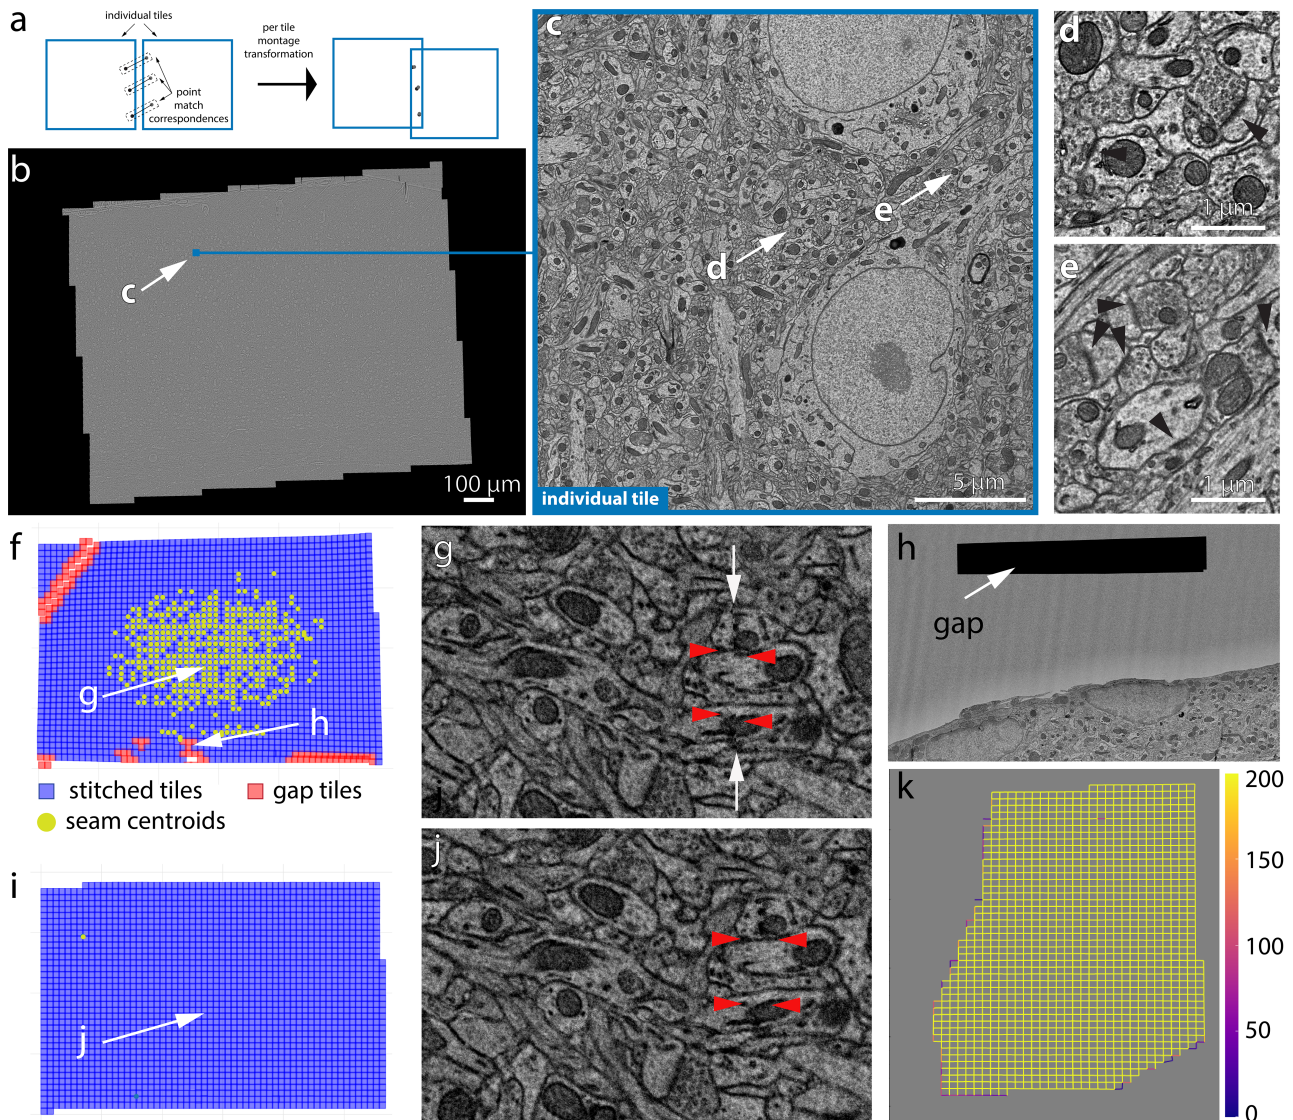 a
individual tiles
per tile
montage
transformation
point
match
correspondences
b
c
100 μm
c
d
e
individual tile
5 μm
d
1 μm
e
1 μm
f
g
h
stitched tiles
gap tiles
seam centroids
g
h
gap
i
j
j
k
200
150
100
50
0